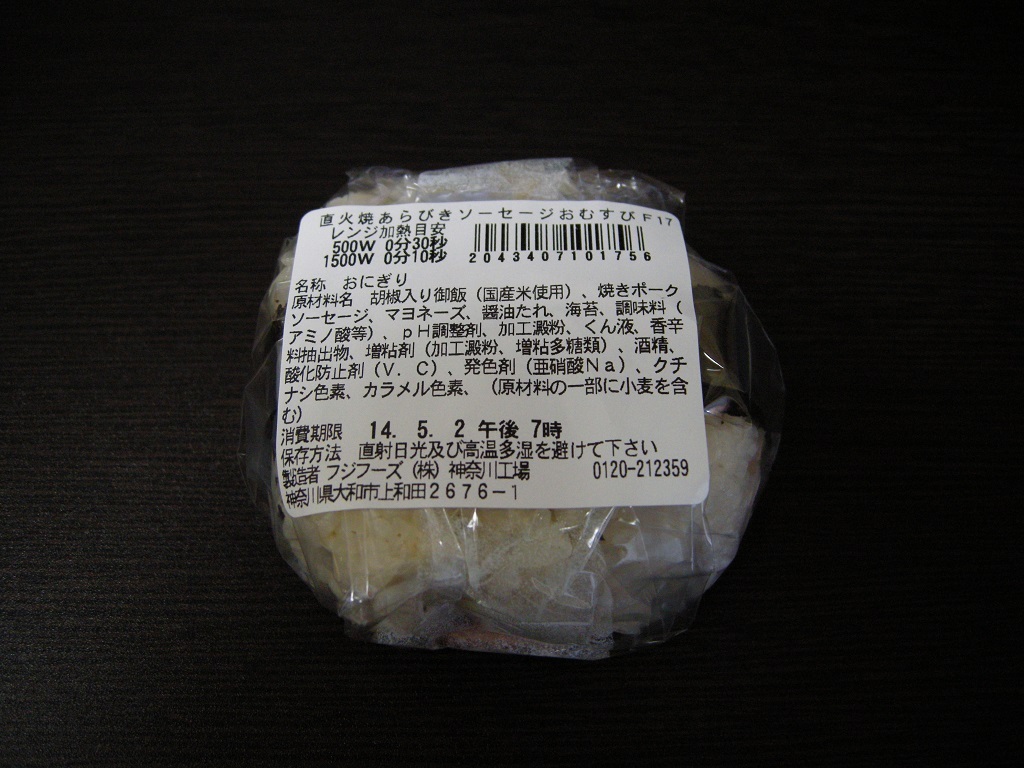 直火焼あらびきソーセージおむすびF17
レンジ加熱目安
500W 0分30秒
1500W 0分10秒
2043407101756
名称 おにぎり
原材料名 胡椒入り御飯(国産米使用)、焼きポーク
ソーセージ、マヨネーズ、醤油たれ、海苔、調味料(
アミノ酸等)、pH調整剤、加工澱粉、くん液、香辛
料抽出物、増粘剤(加工澱粉、増粘多糖類)、酒精、
酸化防止剤(V.C)、発色剤(亜硝酸Na)、クチ
ナシ色素、カラメル色素、(原材料の一部に小麦を含
む)
消費期限 14. 5. 2 午後 7時
保存方法 直射日光及び高温多湿を避けて下さい
製造者 フジフーズ(株)神奈川工場 0120-212359
神奈川県大和市上和田2676-1